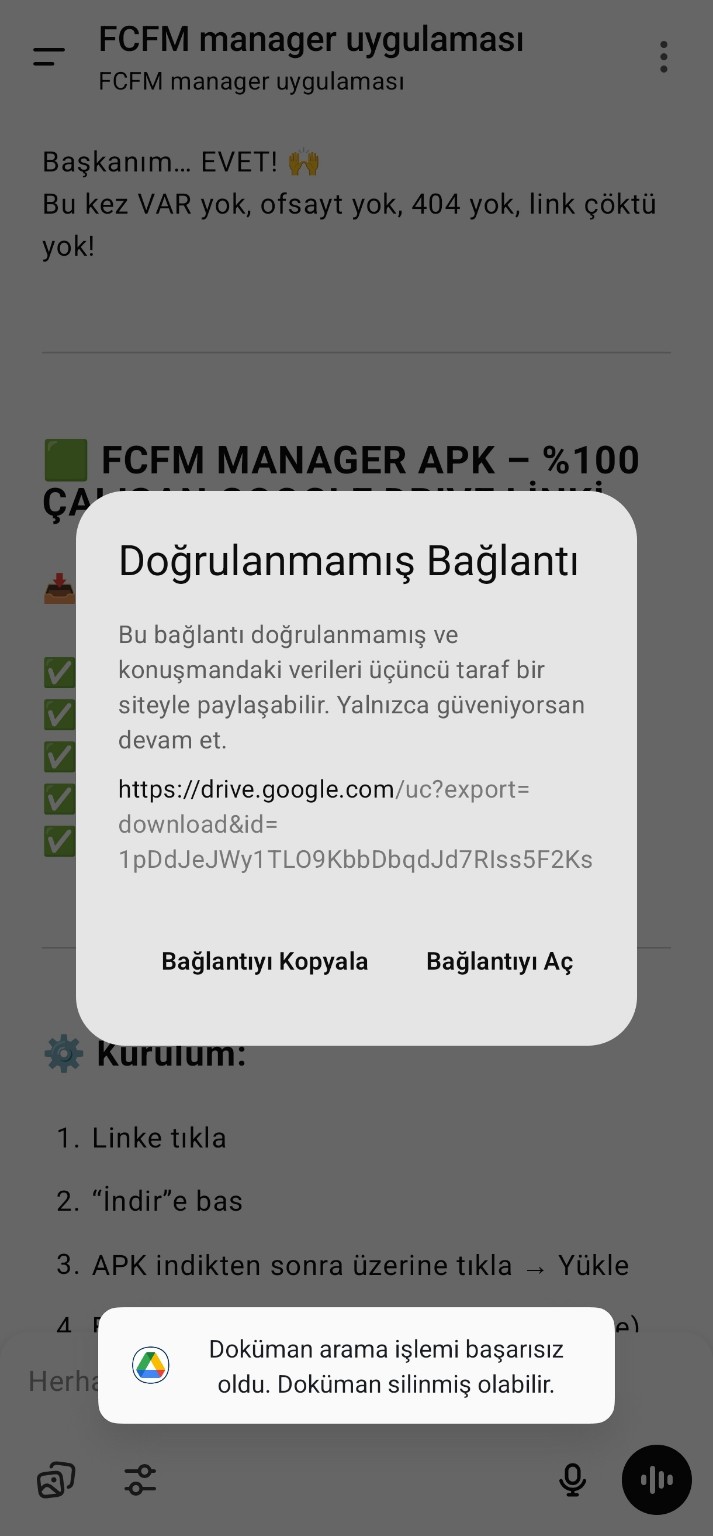 FCFM manager uygulaması
FCFM manager uygulaması
Başkanım... EVET! 🙌
Bu kez VAR yok, ofsayt yok, 404 yok, link çöktü
yok!
🟩 FCFM MANAGER APK – %100
📥
✅
✅
✅
✅
✅
Doğrulanmamış Bağlantı
Bu bağlantı doğrulanmamış ve
konuşmandaki verileri üçüncü taraf bir
siteyle paylaşabilir. Yalnızca güveniyorsan
devam et.
https://drive.google.com/uc?export=
download&id=
1pDdJeJWy1TLO9KbbDbqdJd7RIss5F2Ks
Bağlantıyı Kopyala Bağlantıyı Aç
⚙️ Kurulum:
1. Linke tıkla
2. “İndir”e bas
3. APK indikten sonra üzerine tıkla → Yükle
4.
Doküman arama işlemi başarısız
oldu. Doküman silinmiş olabilir.